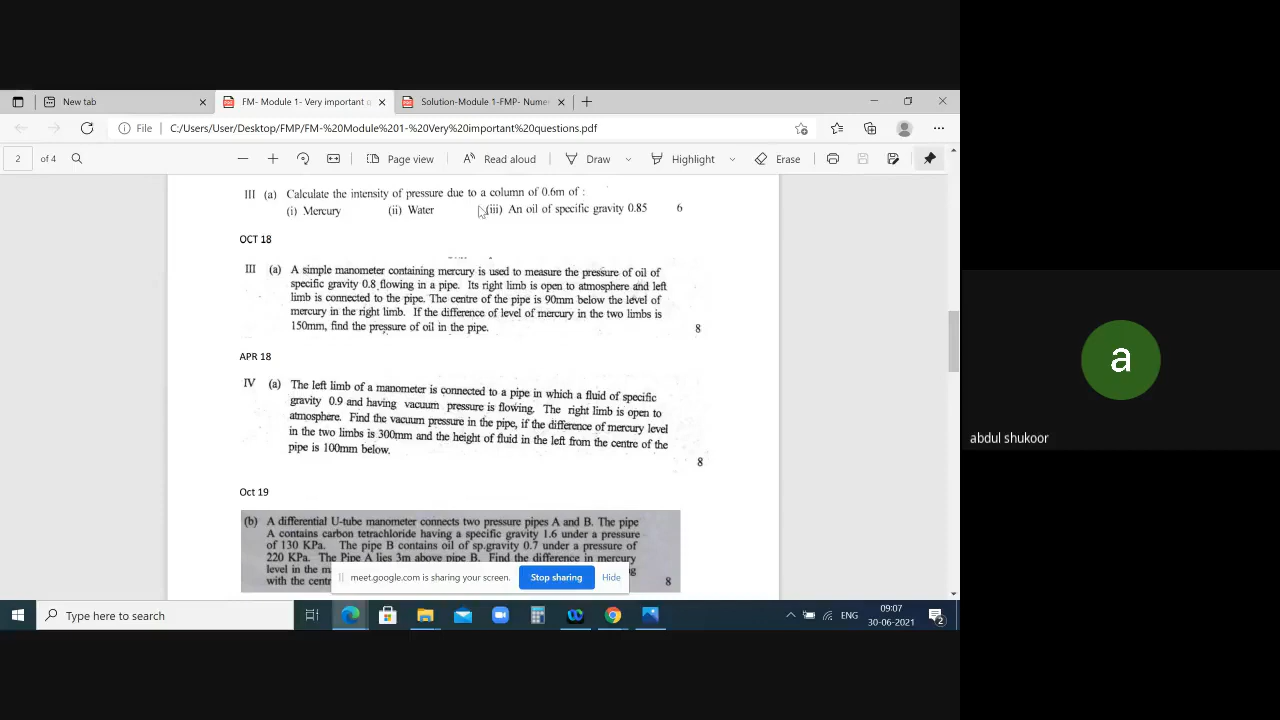 New tab
FM- Module 1- Very important q
Solution-Module 1-FMP- Nume
File
C:/Users/User/Desktop/FMP/FM-%20Module%201-%20Very%20important%20questions.pdf
2 of 4
Page view
Read aloud
Draw
Highlight
Erase
III (a) Calculate the intensity of pressure due to a column of 0.6m of :
(i) Mercury (ii) Water (iii) An oil of specific gravity 0.85 6
OCT 18
III (a) A simple manometer containing mercury is used to measure the pressure of oil of
specific gravity 0.8 flowing in a pipe. Its right limb is open to atmosphere and left
limb is connected to the pipe. The centre of the pipe is 90mm below the level of
mercury in the right limb. If the difference of level of mercury in the two limbs is
150mm, find the pressure of oil in the pipe. 8
APR 18
IV (a) The left limb of a manometer is connected to a pipe in which a fluid of specific
gravity 0.9 and having vacuum pressure is flowing. The right limb is open to
atmosphere. Find the vacuum pressure in the pipe, if the difference of mercury level
in the two limbs is 300mm and the height of fluid in the left from the centre of the
pipe is 100mm below. 8
Oct 19
(b) A differential U-tube manometer connects two pressure pipes A and B. The pipe
A contains carbon tetrachloride having a specific gravity 1.6 under a pressure
of 130 KPa. The pipe B contains oil of sp.gravity 0.7 under a pressure of
220 KPa. The Pipe A lies 3m above pipe B. Find the difference in mercury
level in the m
with the centr 8
meet.google.com is sharing your screen.
Stop sharing
Hide
a
abdul shukoor
Type here to search
ENG
09:07
30-06-2021
2